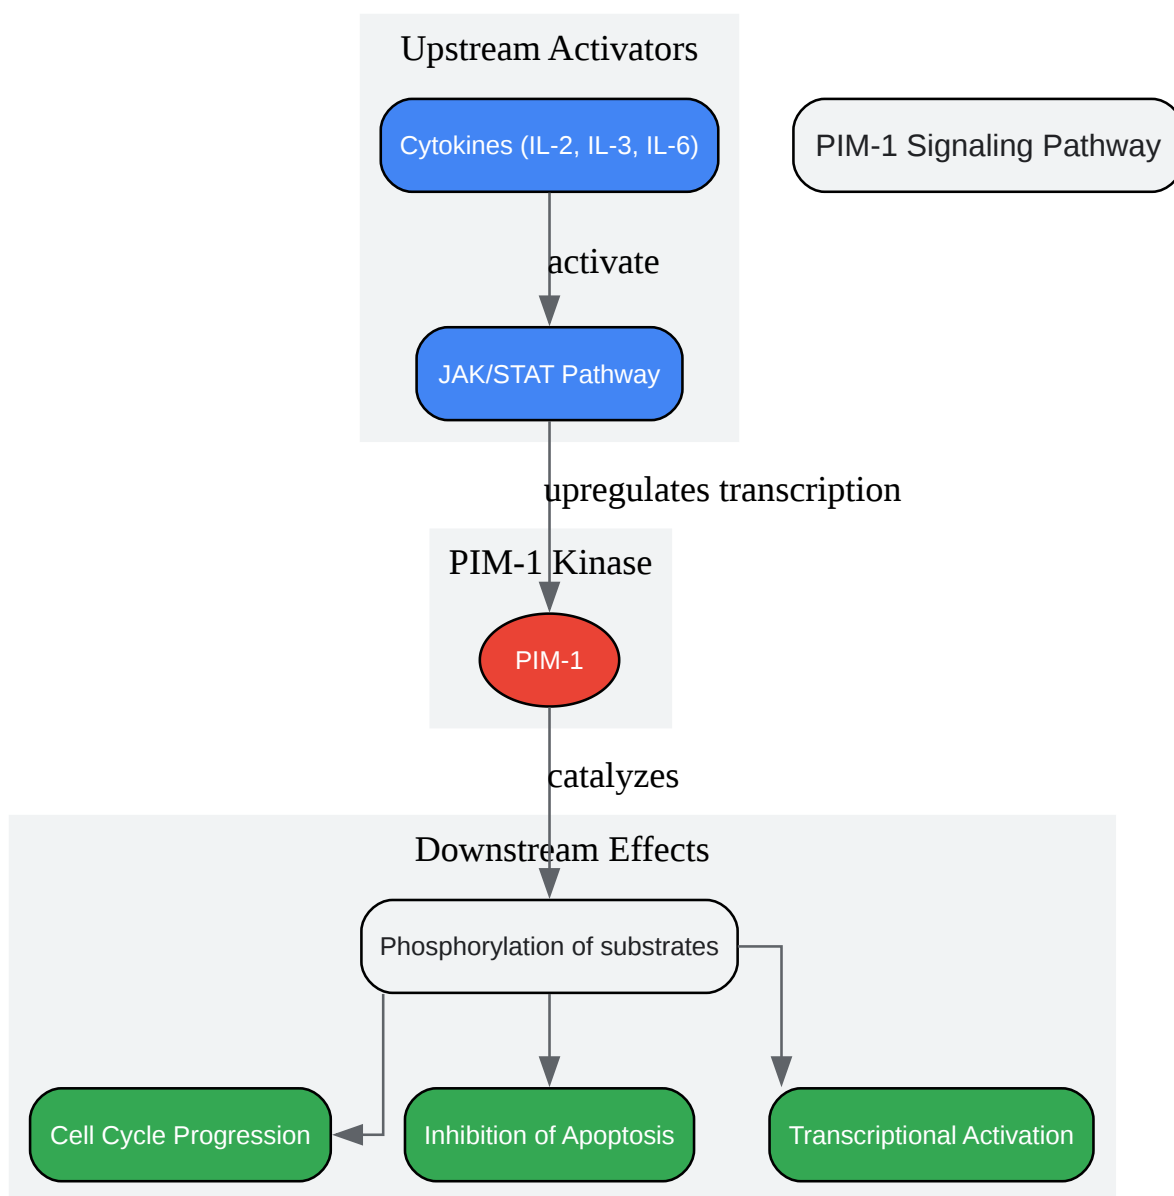 Upstream Activators
Cytokines (IL-2, IL-3, IL-6)
PIM-1 Signaling Pathway
activate
JAK/STAT Pathway
upregulates transcription
PIM-1 Kinase
PIM-1
catalyzes
Downstream Effects
Phosphorylation of substrates
Cell Cycle Progression
Inhibition of Apoptosis
Transcriptional Activation